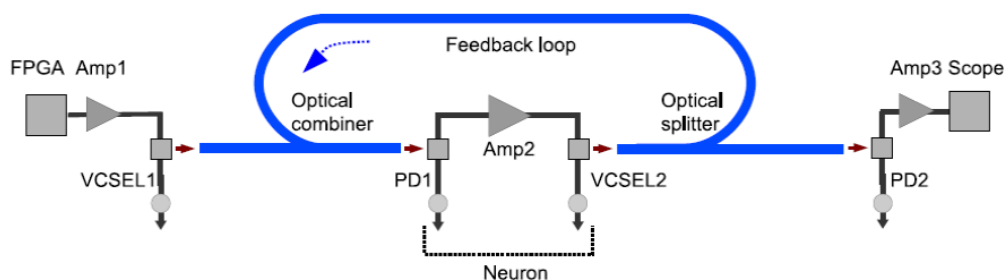 Feedback loop
FPGA Amp1
Amp3 Scope
Optical
combiner
Optical
splitter
Amp2
VCSEL1
PD1
VCSEL2
PD2
Neuron